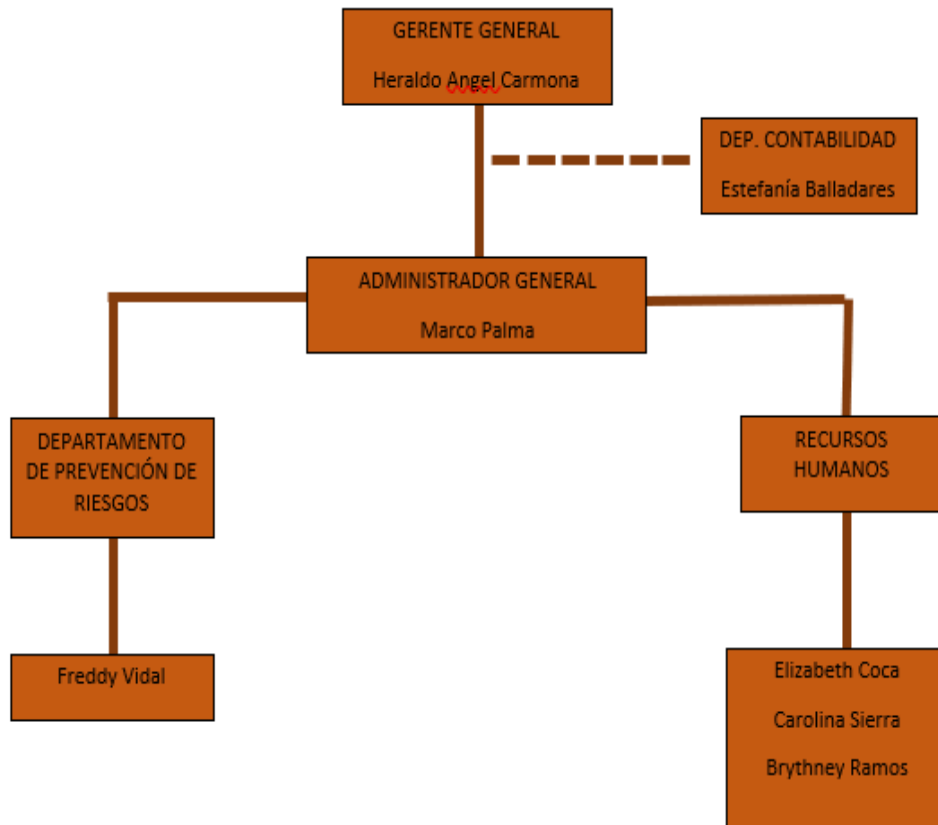 GERENTE GENERAL
Heraldo Angel Carmona
DEP. CONTABILIDAD
Estefanía Balladares
ADMINISTRADOR GENERAL
Marco Palma
DEPARTAMENTO
DE PREVENCIÓN DE
RIESGOS
RECURSOS
HUMANOS
Freddy Vidal
Elizabeth Coca
Carolina Sierra
Brythney Ramos